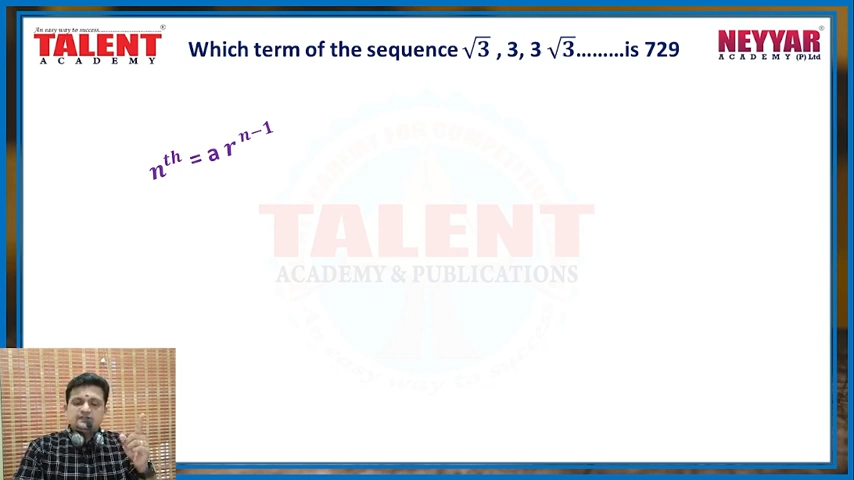 An easy way to success.......
TALENT
ACADEMY
Which term of the sequence √3 , 3, 3 √3.........is 729
NEYYAR
ACADEMY (P) Ltd
nᵗʰ = a rⁿ⁻¹
ACADEMY FOR COMPETITIVE
TALENT
ACADEMY & PUBLICATIONS
An easy way to success